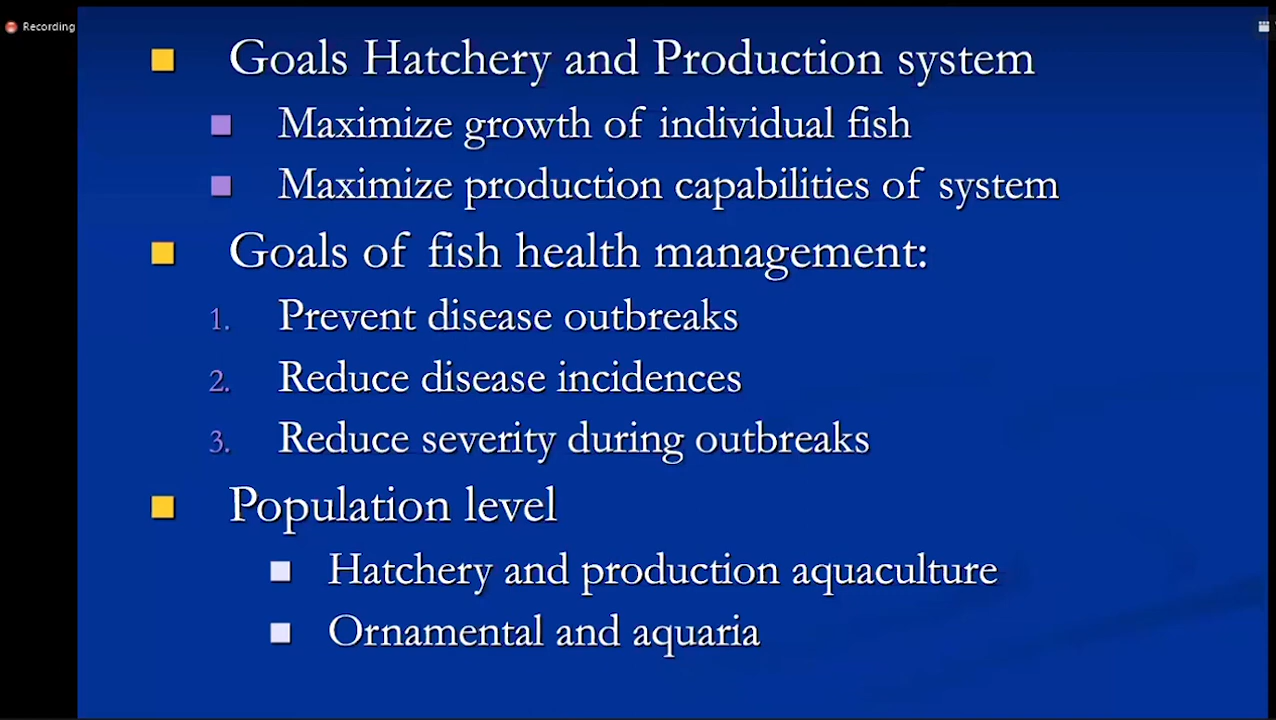 Recording
Goals Hatchery and Production system
Maximize growth of individual fish
Maximize production capabilities of system
Goals of fish health management:
1. Prevent disease outbreaks
2. Reduce disease incidences
3. Reduce severity during outbreaks
Population level
Hatchery and production aquaculture
Ornamental and aquaria